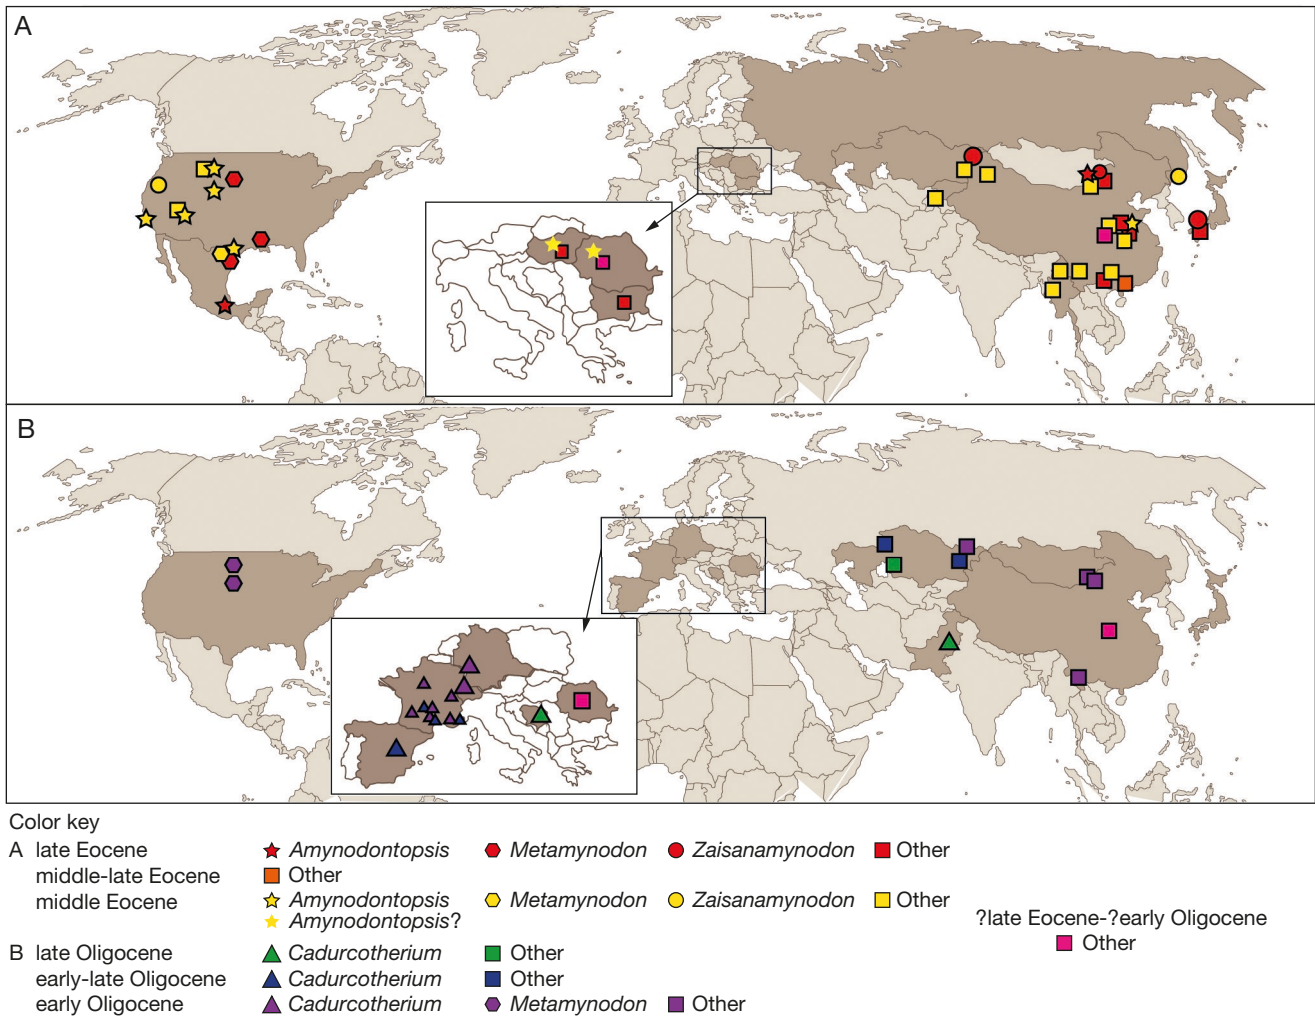 A
B
Color key
A late Eocene Amynodontopsis Metamynodon Zaisanamynodon Other
middle-late Eocene Other
middle Eocene Amynodontopsis Metamynodon Zaisanamynodon Other
Amynodontopsis?
?late Eocene-?early Oligocene
Other
B late Oligocene Cadurcotherium Other
early-late Oligocene Cadurcotherium Other
early Oligocene Cadurcotherium Metamynodon Other